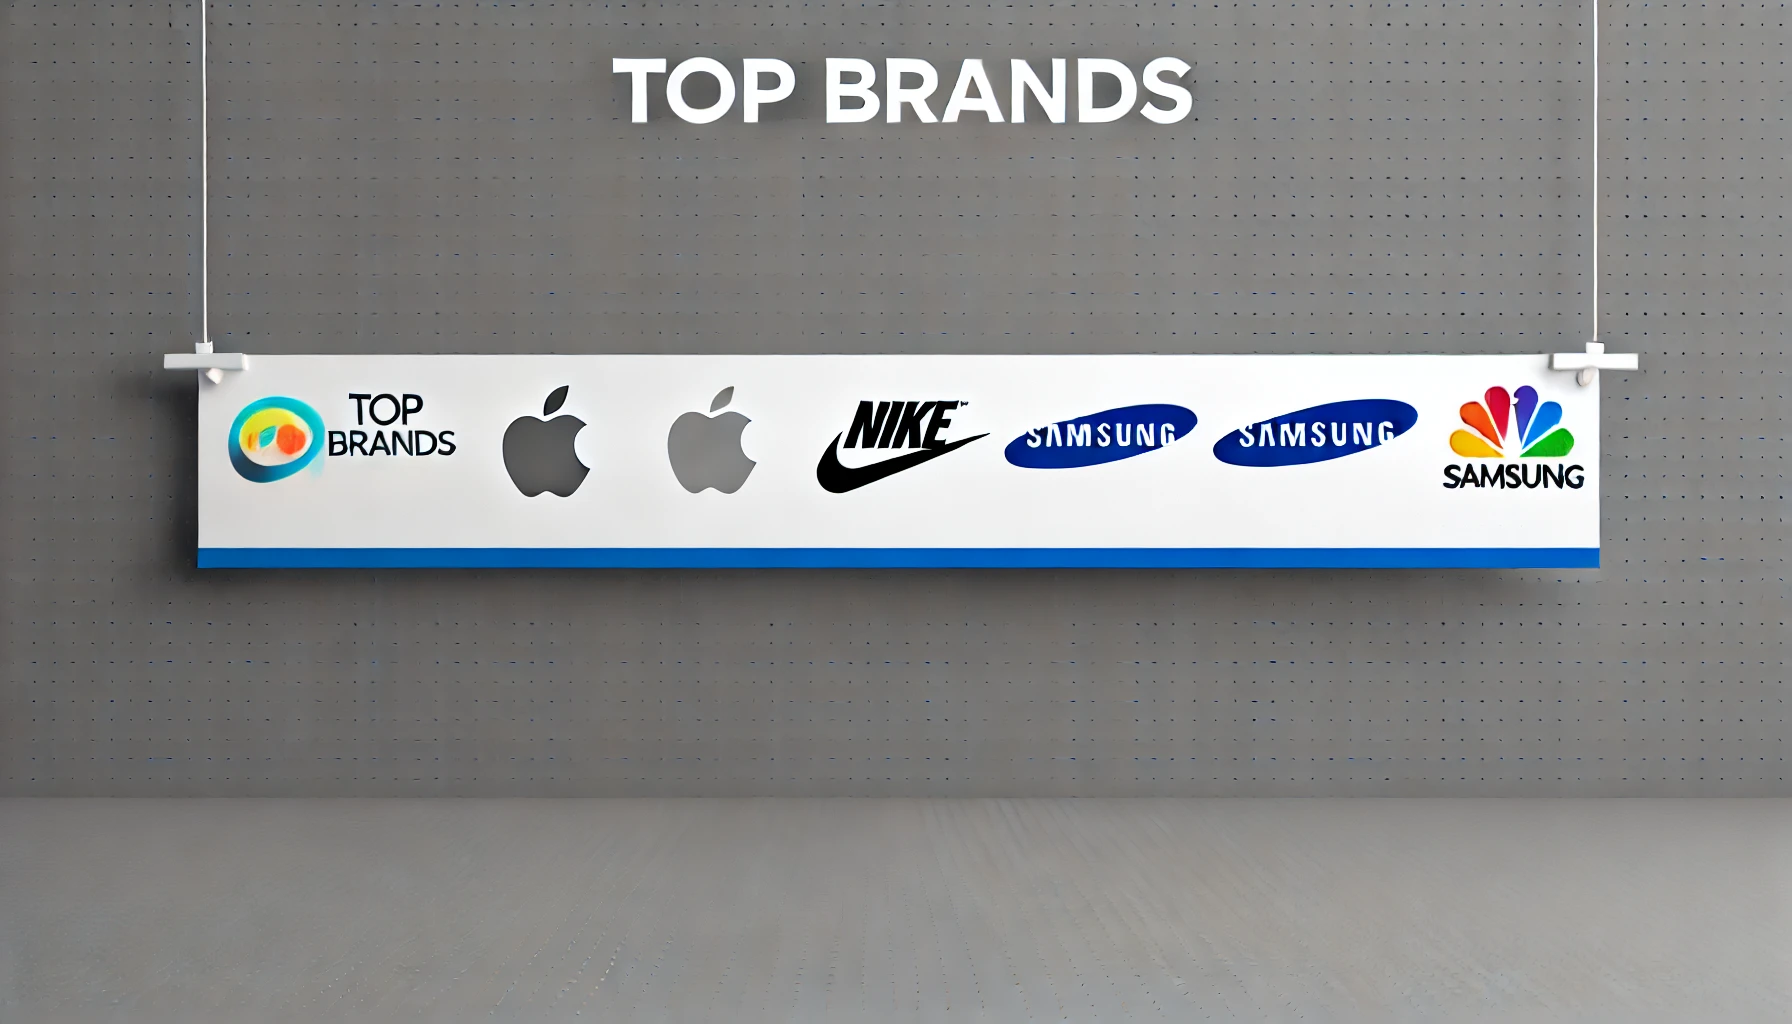 TOP BRANDS
TOP
BRANDS
NIKE
SAMSUNG
SAMSUNG
SAMSUNG